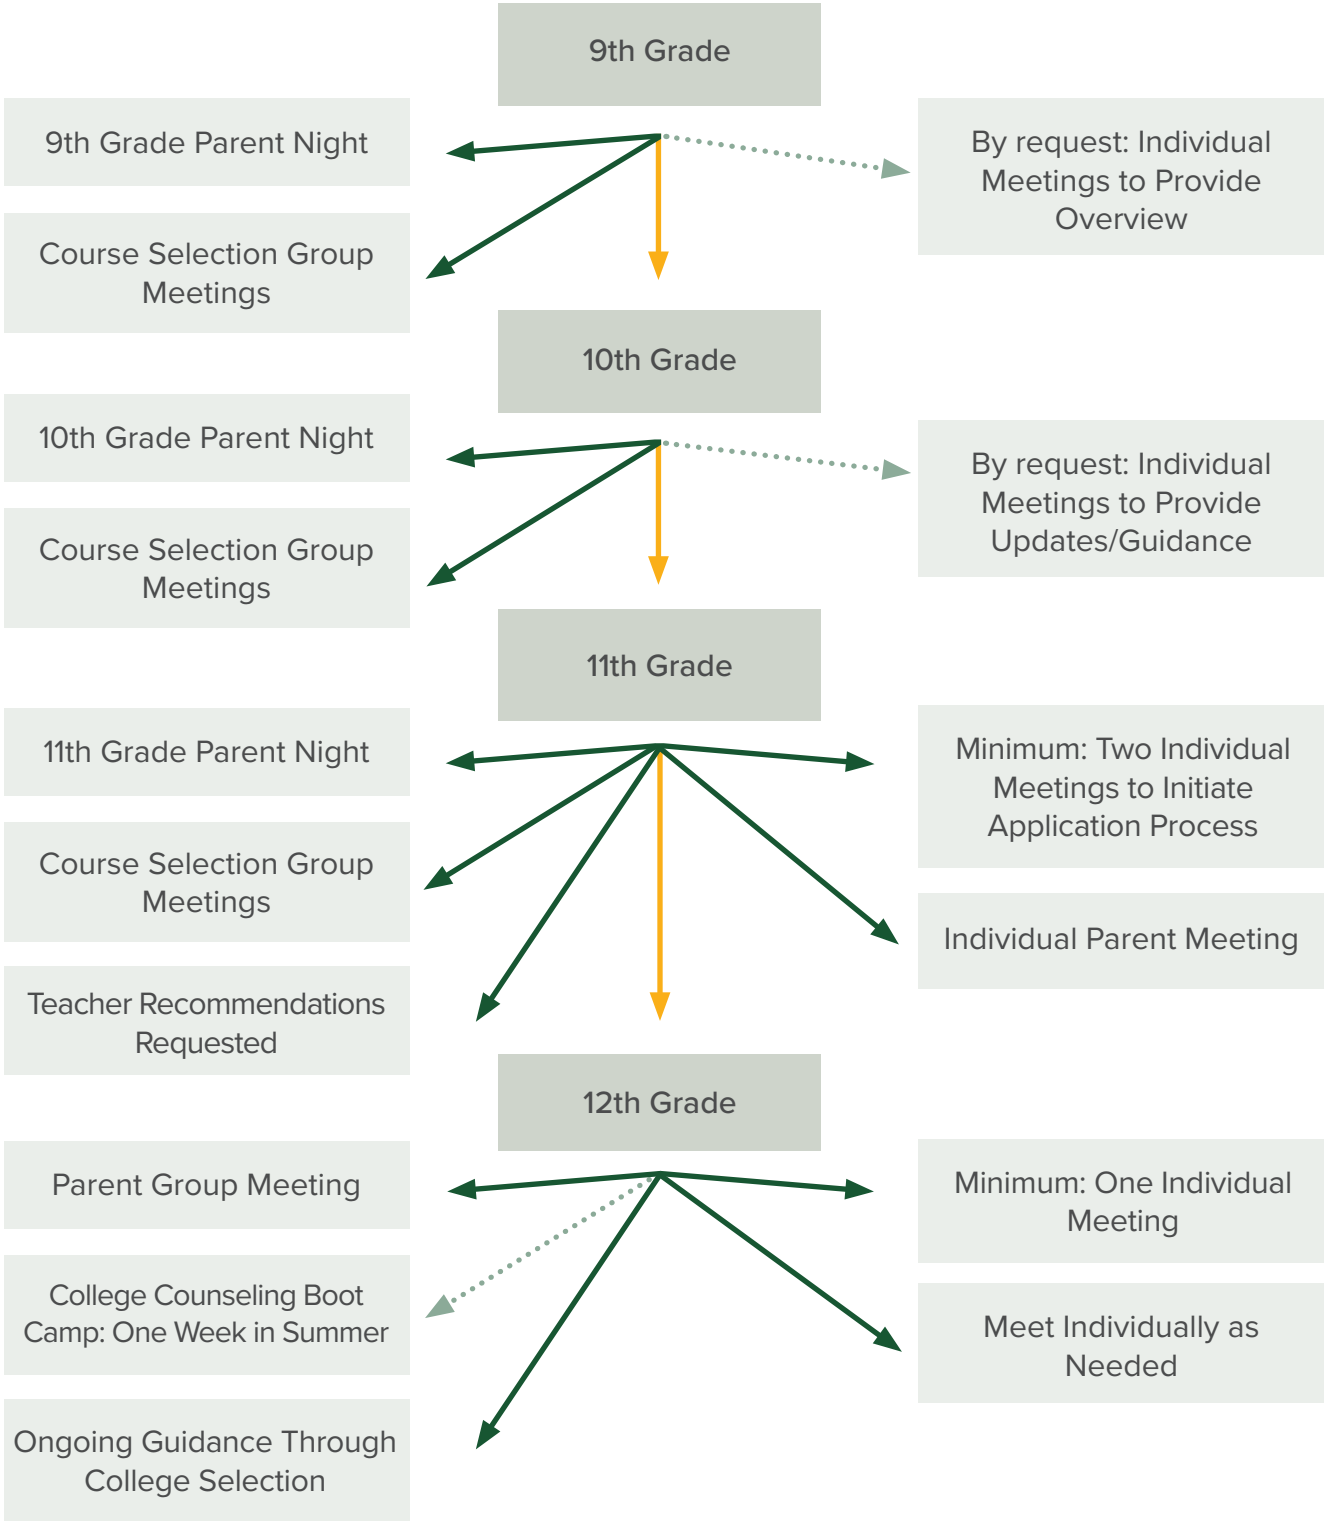 9th Grade
9th Grade Parent Night
By request: Individual
Meetings to Provide
Overview
Course Selection Group
Meetings
10th Grade
10th Grade Parent Night
By request: Individual
Meetings to Provide
Updates/Guidance
Course Selection Group
Meetings
11th Grade
11th Grade Parent Night
Minimum: Two Individual
Meetings to Initiate
Application Process
Course Selection Group
Meetings
Individual Parent Meeting
Teacher Recommendations
Requested
12th Grade
Parent Group Meeting
Minimum: One Individual
Meeting
College Counseling Boot
Camp: One Week in Summer
Meet Individually as
Needed
Ongoing Guidance Through
College Selection